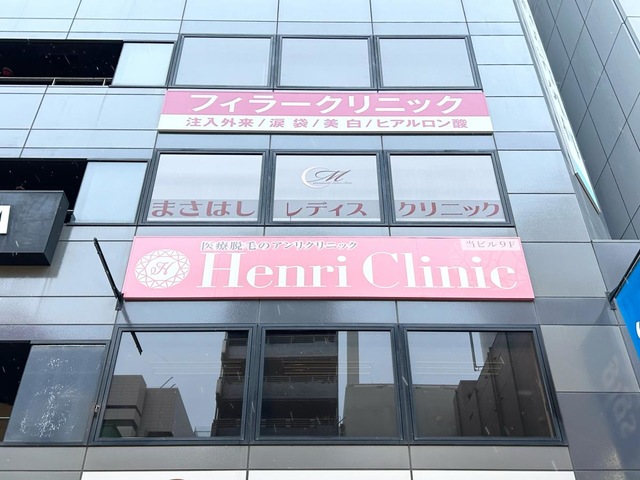 フィラークリニック
注入外来/涙袋/美白/ヒアルロン酸
M
まさはし レディス クリニック
医療脱毛のアンリクリニック
当ビル9F
H
Henri Clinic
M